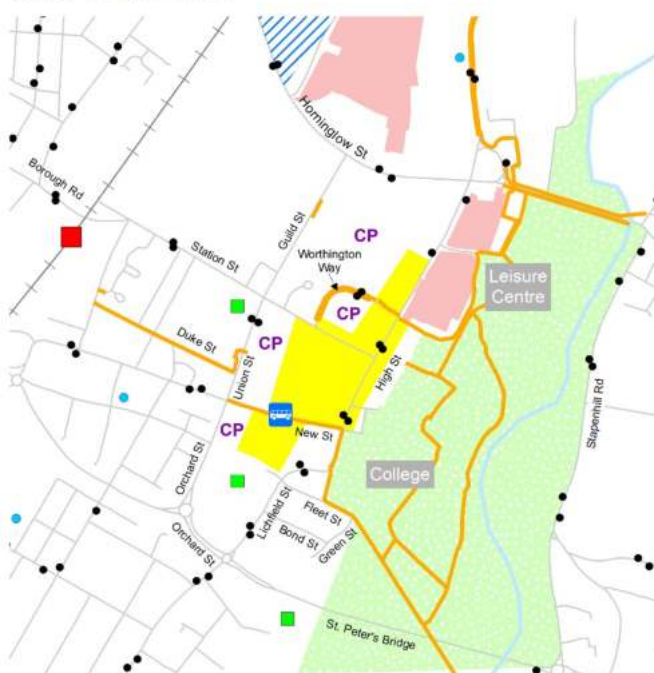 Horninglow St
Borough Rd
Guild St
Station St
CP
Worthington
Way
CP
Leisure
Centre
Duke St
CP
Union St
High St
Stapenhill Rd
CP
New St
Orchard St
College
Lichfield St
Fleet St
Bond St
Green St
Orchard St
St. Peter's Bridge